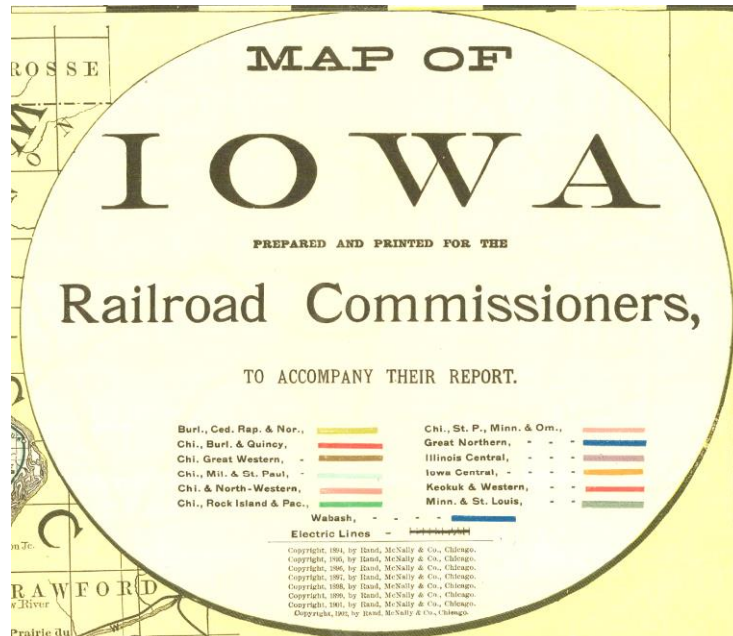 ROSSE
MAP OF
IOWA
PREPARED AND PRINTED FOR THE
Railroad Commissioners,
TO ACCOMPANY THEIR REPORT.
Burl., Ced. Rap. & Nor.,
Chi., Burl. & Quincy,
Chi. Great Western, -
Chi., Mil. & St. Paul, -
Chi. & North-Western,
Chi., Rock Island & Pac.,
Chi., St. P., Minn. & Om.,
Great Northern, - - -
Illinois Central, - - -
Iowa Central, - - - -
Keokuk & Western, - -
Minn. & St. Louis, - -
Wabash, - - - -
Electric Lines -
Copyright, 1894, by Rand, McNally & Co., Chicago.
Copyright, 1895, by Rand, McNally & Co., Chicago.
Copyright, 1896, by Rand, McNally & Co., Chicago.
Copyright, 1897, by Rand, McNally & Co., Chicago.
Copyright, 1898, by Rand, McNally & Co., Chicago.
Copyright, 1899, by Rand, McNally & Co., Chicago.
Copyright, 1901, by Rand, McNally & Co., Chicago.
Copyright, 1902, by Rand, McNally & Co., Chicago.
C
RAWFORD
River
Prairie du